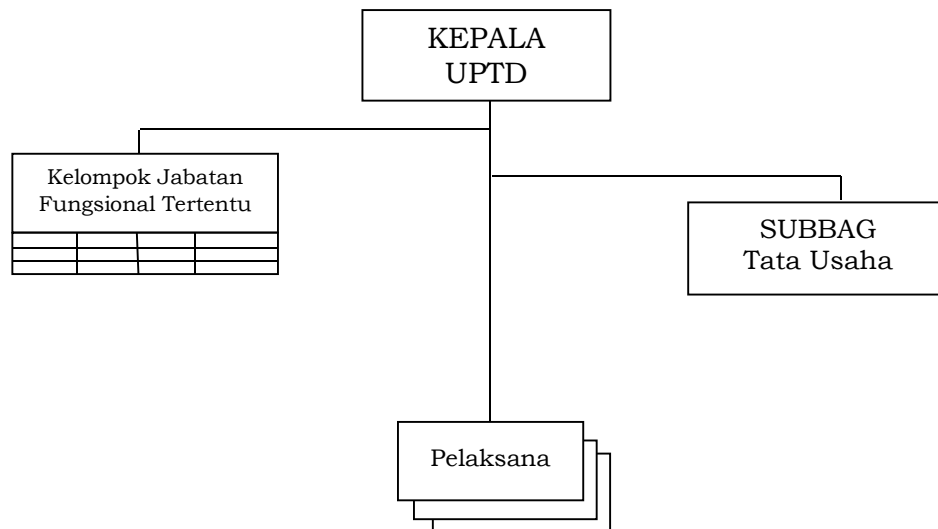 KEPALA
UPTD
Kelompok Jabatan
Fungsional Tertentu
SUBBAG
Tata Usaha
Pelaksana